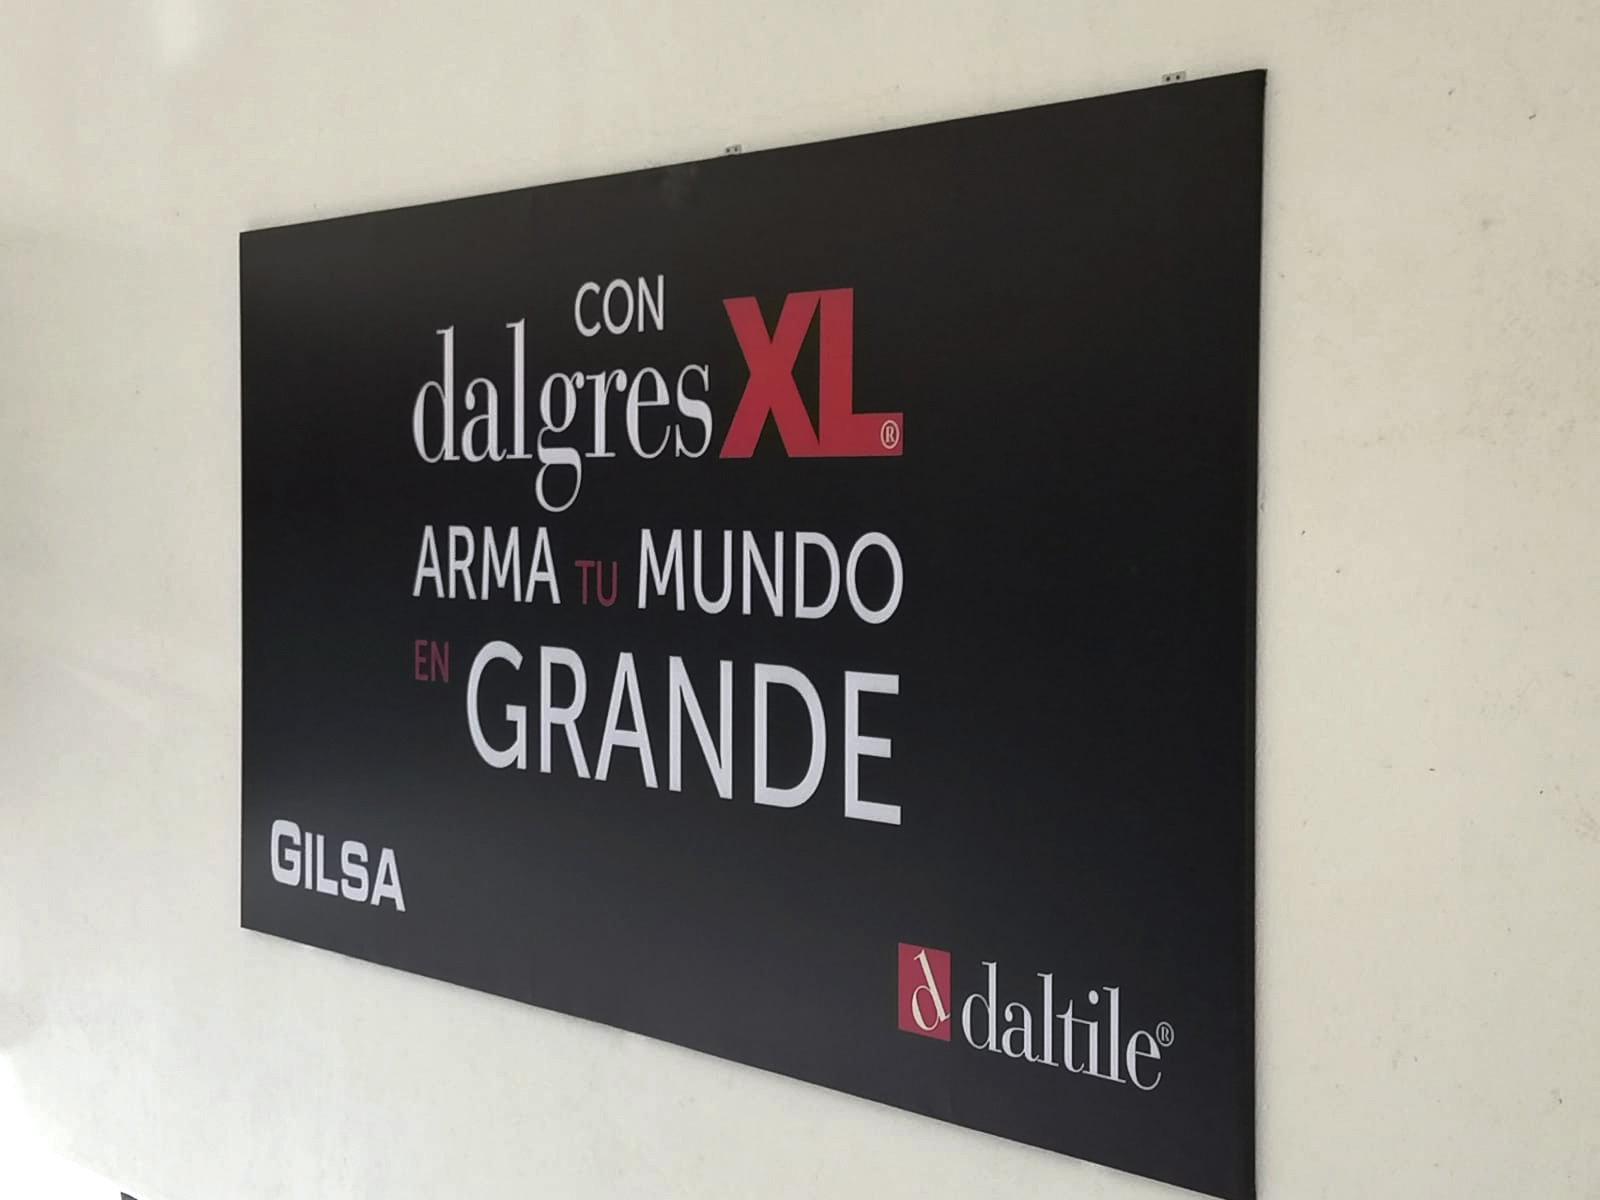 CON
dalgres XL®
ARMA TU MUNDO
EN GRANDE
GILSA
d daltile®